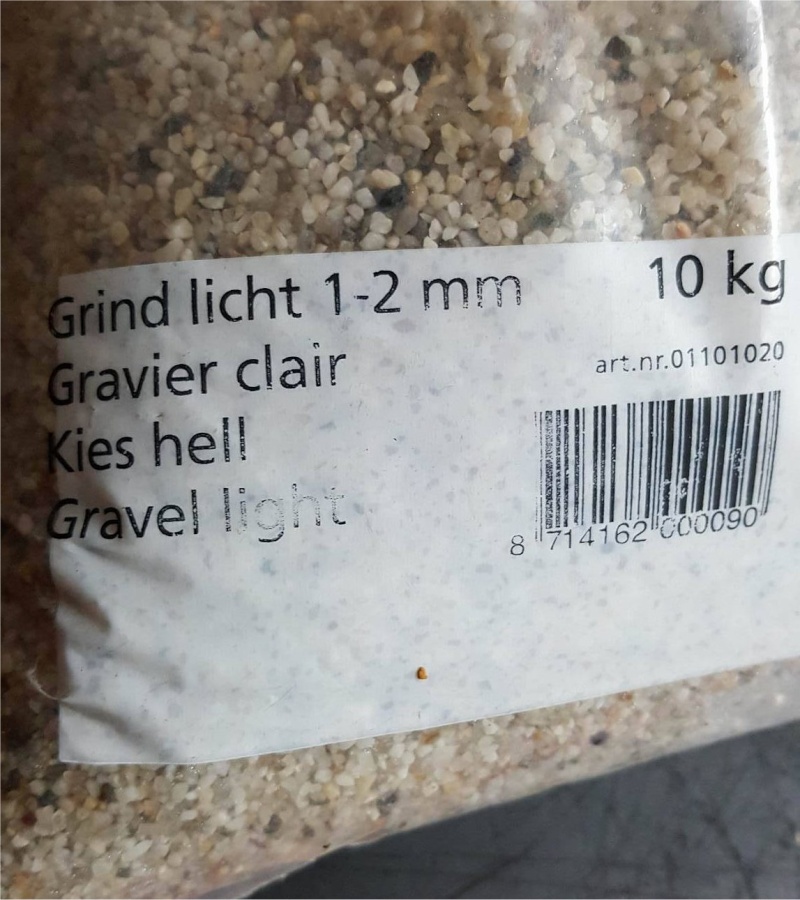 Grind licht 1-2 mm 10 kg
Gravier clair
art.nr.01101020
Kies hell
Gravel light
8 714162 000090